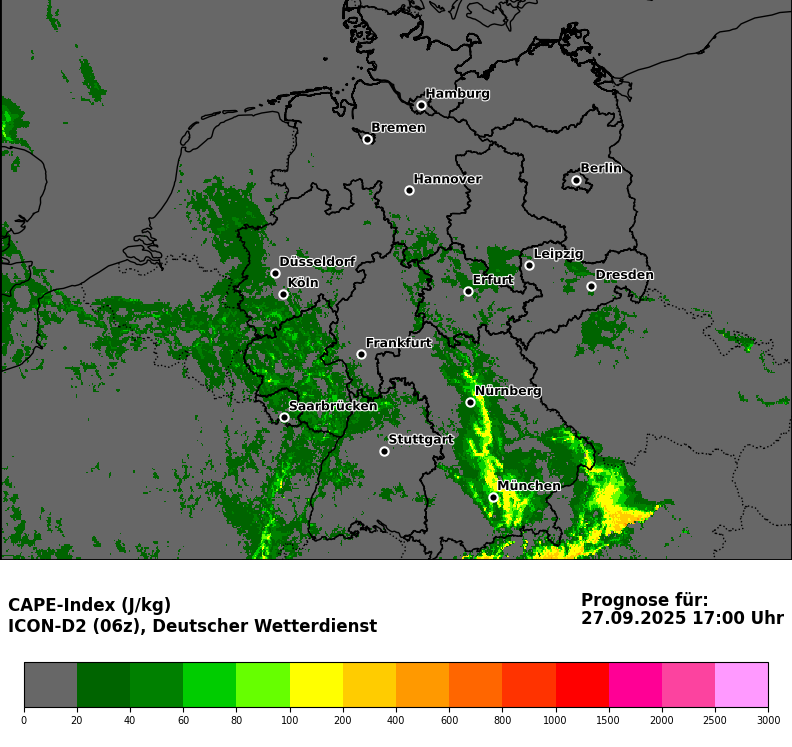 Hamburg
Bremen
Berlin
Hannover
Leipzig
Düsseldorf
Dresden
Köln
Erfurt
Frankfurt
Nürnberg
Saarbrücken
Stuttgart
München
CAPE-Index (J/kg)
ICON-D2 (06z), Deutscher Wetterdienst
Prognose für:
27.09.2025 17:00 Uhr
0 20 40 60 80 100 200 400 600 800 1000 1500 2000 2500 3000